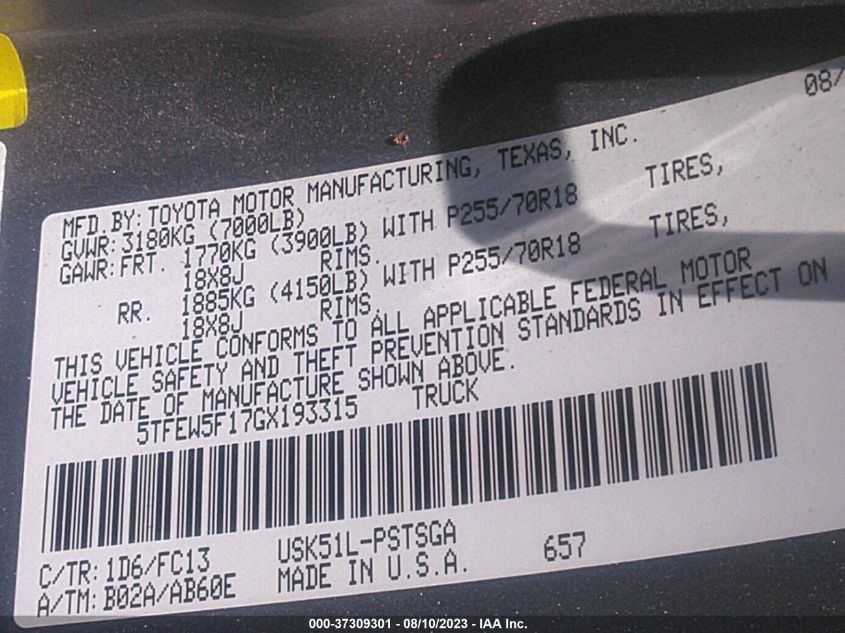 08/
MFD.BY: TOYOTA MOTOR MANUFACTURING, TEXAS, INC.
GVWR: 3180KG (7000LB)
GAWR: FRT. 1770KG (3900LB) WITH P255/70R18 TIRES,
18X8J RIMS,
RR. 1885KG (4150LB) WITH P255/70R18 TIRES,
18X8J RIMS.
THIS VEHICLE CONFORMS TO ALL APPLICABLE FEDERAL MOTOR
VEHICLE SAFETY AND THEFT PREVENTION STANDARDS IN EFFECT ON
THE DATE OF MANUFACTURE SHOWN ABOVE.
5TFEW5F17GX193315 TRUCK
C/TR: 1D6/FC13 USK51L-PSTSGA 657
A/TM: B02A/AB60E MADE IN U.S.A.
000-37309301 - 08/10/2023 - IAA Inc.